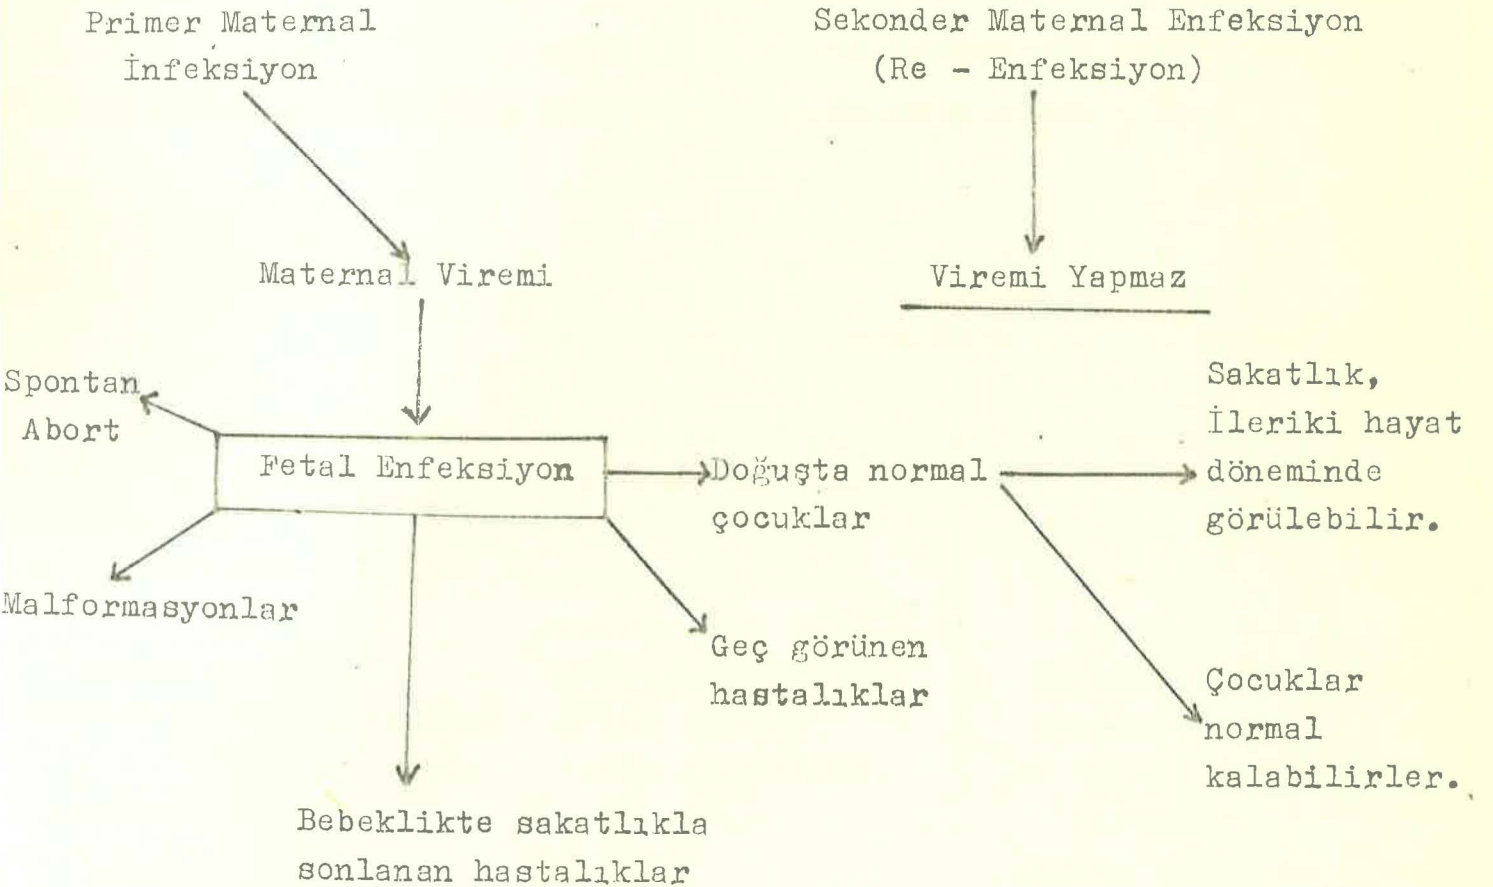 Primer Maternal
İnfeksiyon
Sekonder Maternal Enfeksiyon
(Re - Enfeksiyon)
Maternal Viremi
Viremi Yapmaz
Spontan
Abort
Fetal Enfeksiyon
Doğuşta normal
çocuklar
Sakatlık,
İleriki hayat
döneminde
görülebilir.
Malformasyonlar
Geç görünen
hastalıklar
Çocuklar
normal
kalabilirler.
Bebeklikte sakatlıkla
sonlanan hastalıklar